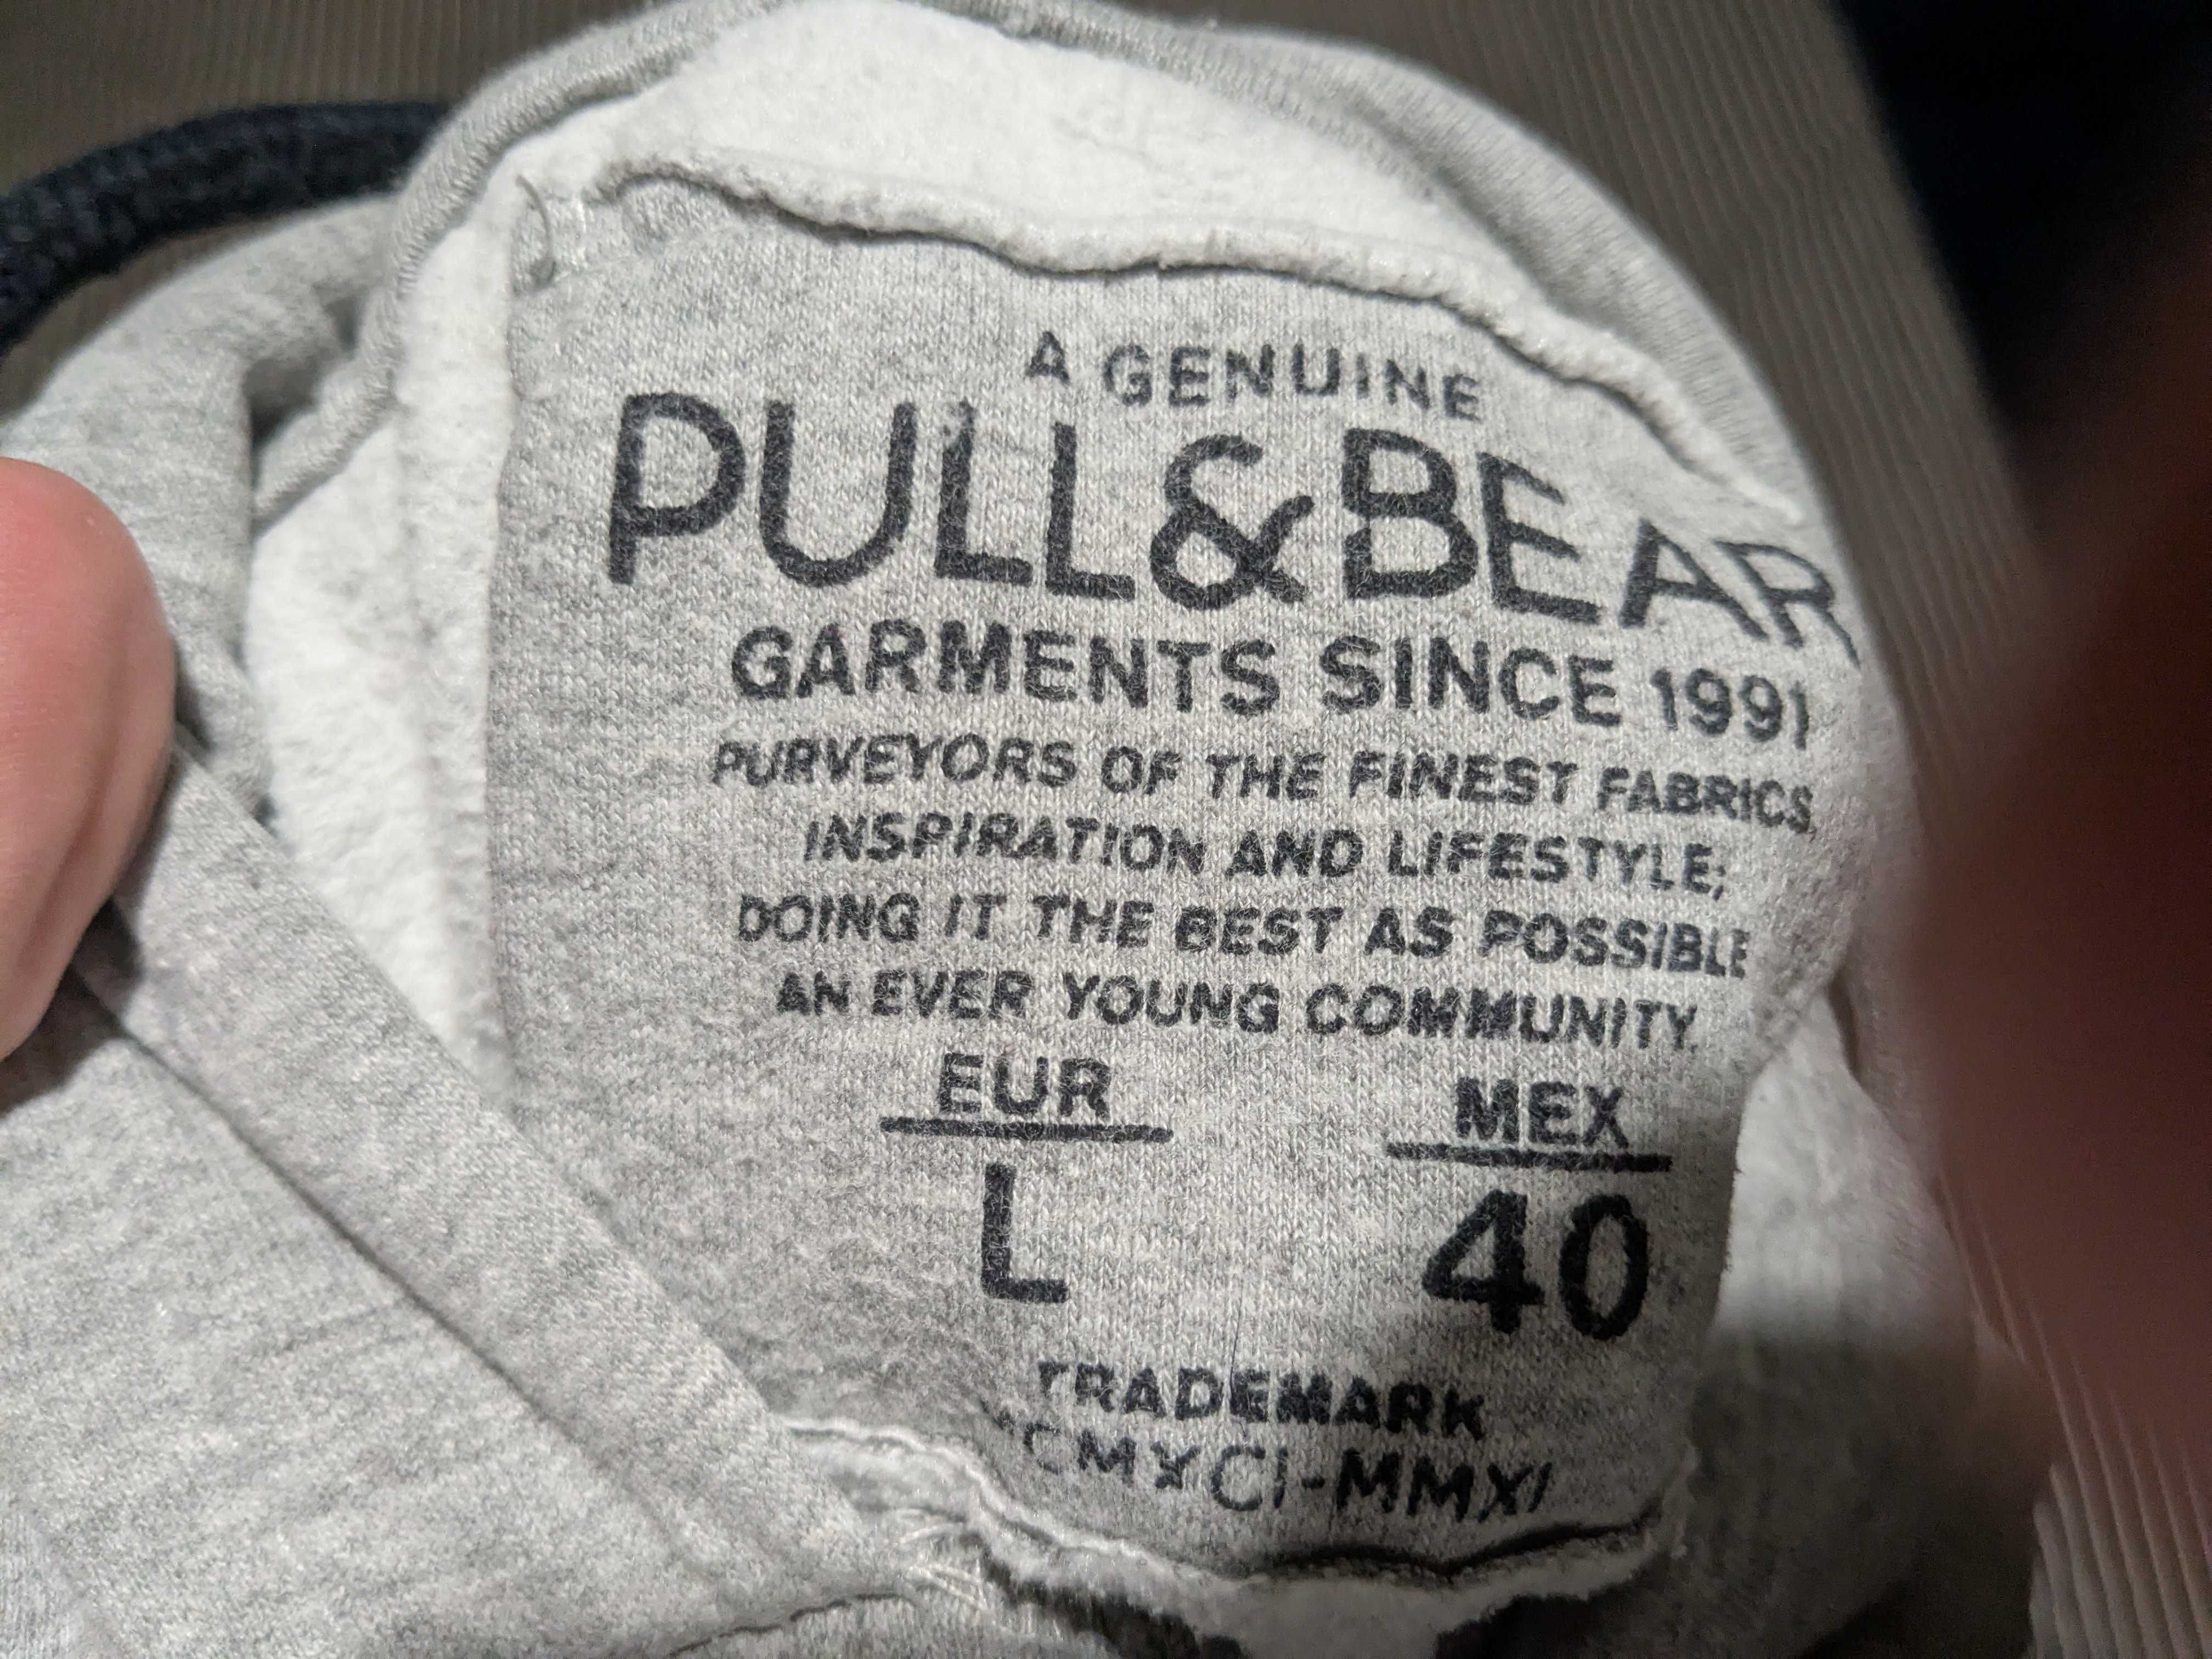 A GENUINE
PULL&BEAR
GARMENTS SINCE 1991
PURVEYORS OF THE FINEST FABRICS,
INSPIRATION AND LIFESTYLE;
DOING IT THE BEST AS POSSIBLE
AN EVER YOUNG COMMUNITY.
EUR MEX
L 40
TRADEMARK